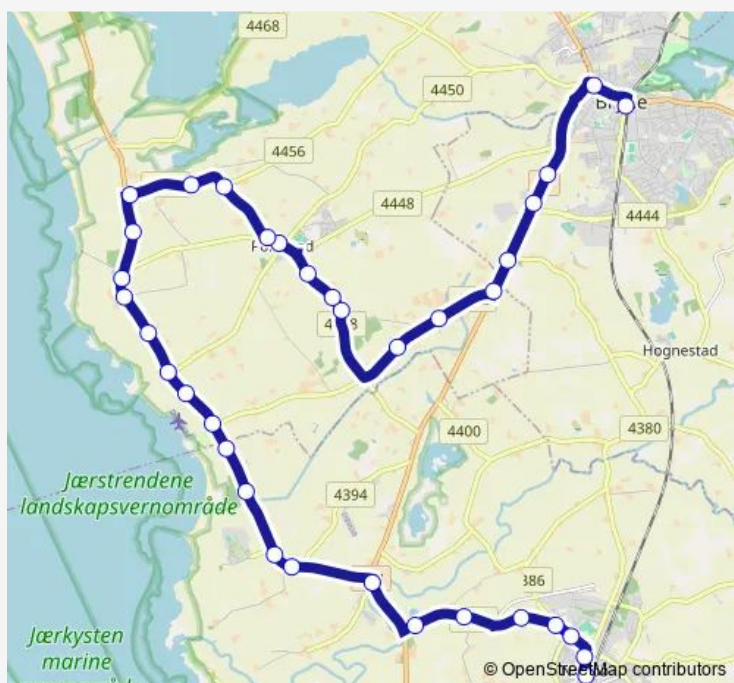 4468
4450
4456
4448
4444
Hognestad
4400
4380
4394
Jærstrendene
landskapsvernområde
Jærkysten
marine
© OpenStreetMap contributors